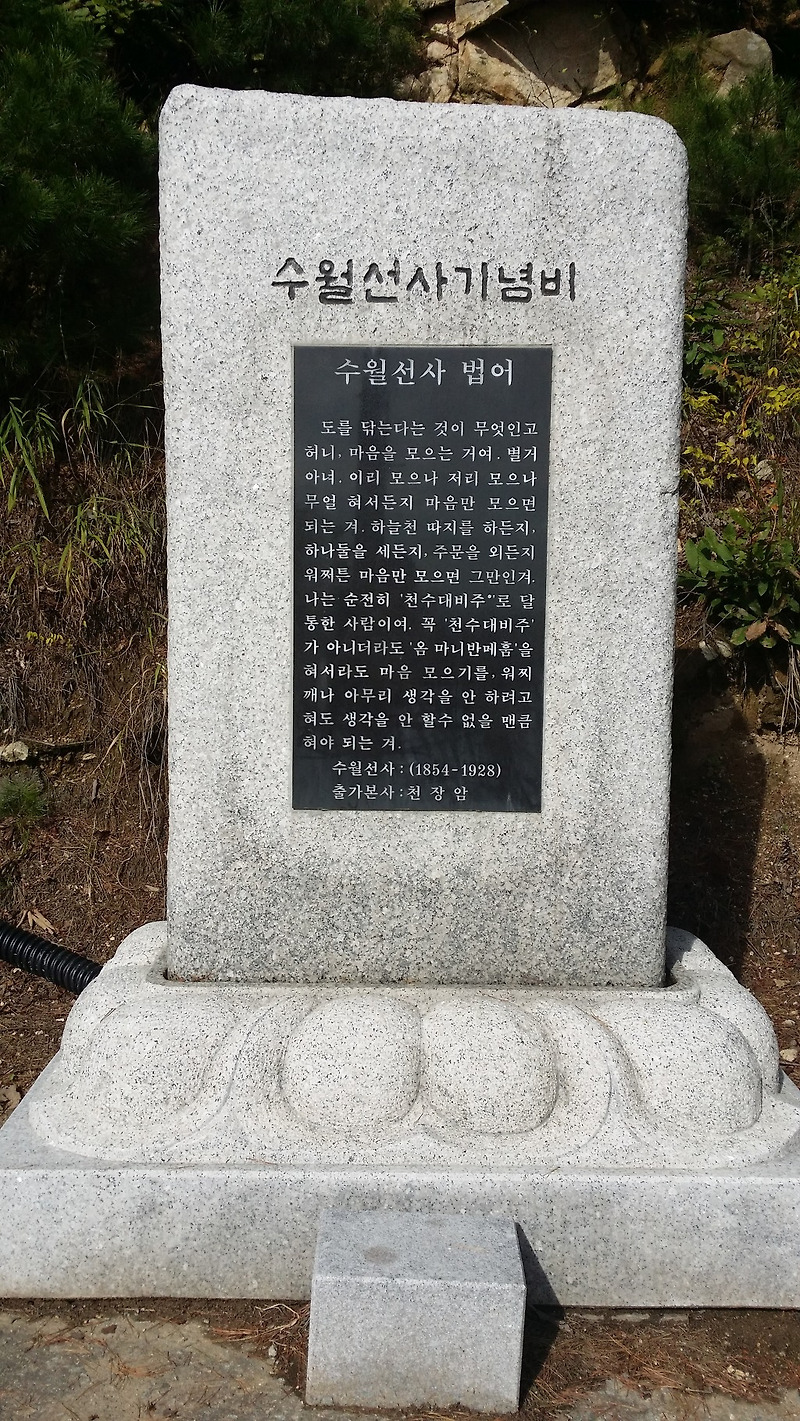 수월선사기념비
수월선사 법어
도를 닦는다는 것이 무엇인고
허니, 마음을 모으는 거여. 별거
아녀. 이리 모으나 저리 모으나
무얼 혀서든지 마음만 모으면
되는 겨. 하늘천 따지를 하든지,
하나둘을 세든지, 주문을 외든지
워쩌튼 마음만 모으면 그만인겨.
나는 순전히 '천수대비주'로 달
통한 사람이여. 꼭 '천수대비주'
가 아니더라도 '옴 마니반메훔'을
혀서라도 마음 모으기를, 워찌
깨나 아무리 생각을 안 하려고
혀도 생각을 안 할수 없을 맨큼
혀야 되는 겨.
수월선사 : (1854-1928)
출가본사 : 천 장 암